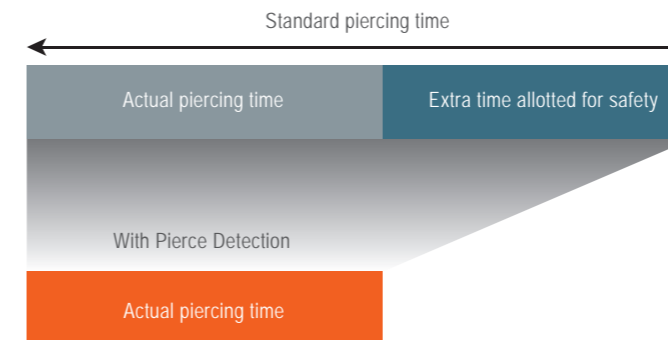 Standard piercing time
Actual piercing time
Extra time allotted for safety
With Pierce Detection
Actual piercing time